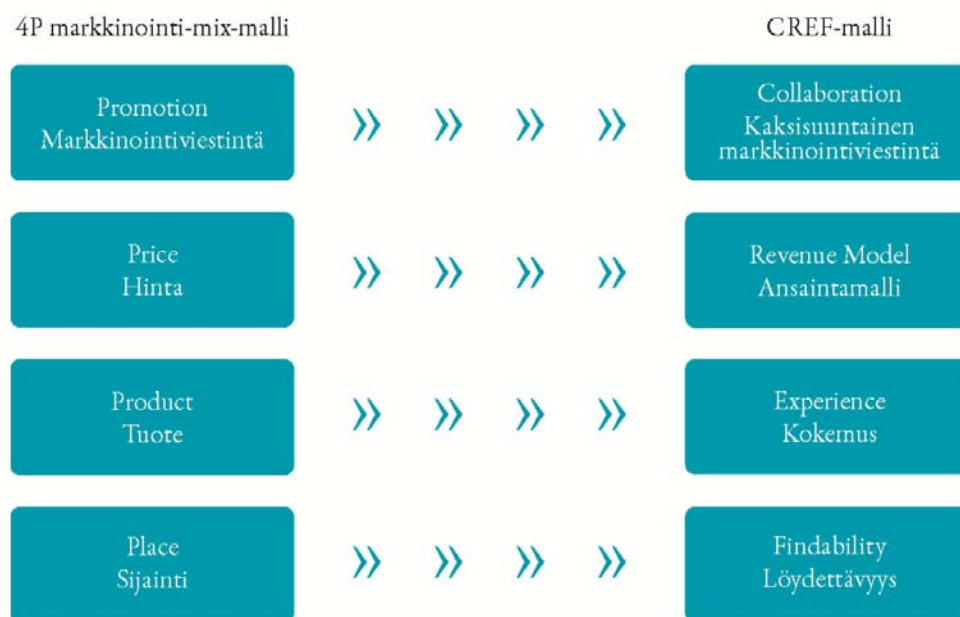 4P markkinointi-mix-malli
CREF-malli
Promotion
Markkinointiviestintä
Collaboration
Kaksisuuntainen
markkinointiviestintä
Price
Hinta
Revenue Model
Ansaintamalli
Product
Tuote
Experience
Kokemus
Place
Sijainti
Findability
Löydettävyys